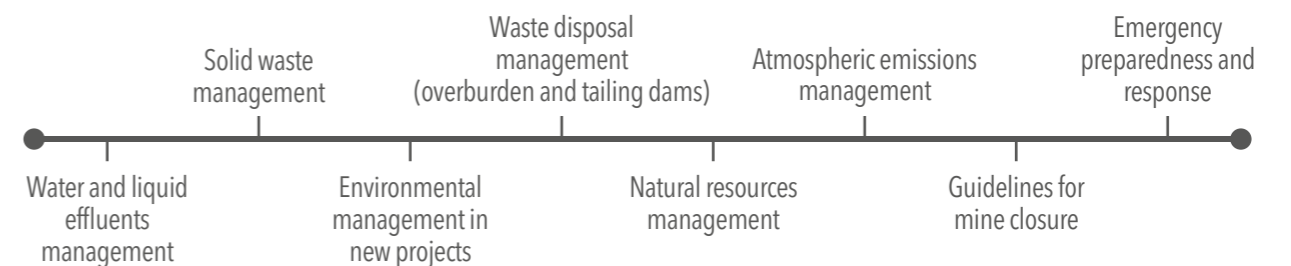 Water and liquid
effluents
management
Solid waste
management
Environmental
management in
new projects
Waste disposal
management
(overburden and tailing dams)
Natural resources
management
Atmospheric emissions
management
Guidelines for
mine closure
Emergency
preparedness and
response